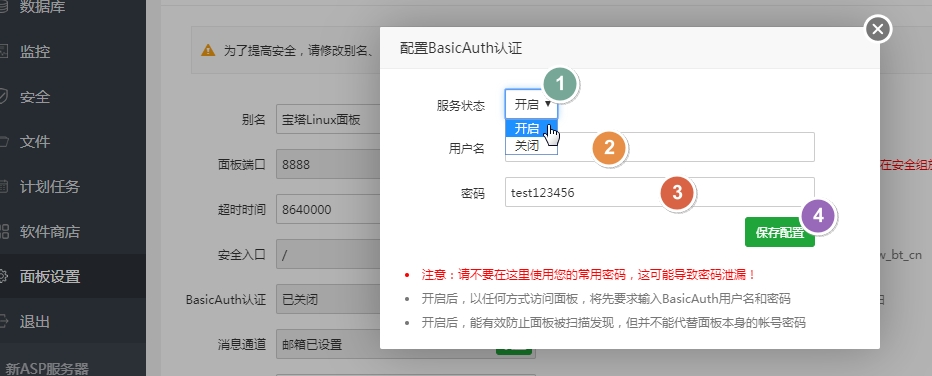 数据库
监控
安全
文件
计划任务
软件商店
面板设置
退出
新ASP服务器
为了提高安全，请修改别名、
别名
宝塔Linux面板
面板端口
8888
在安全组放
超时时间
8640000
安全入口
/
w_bt_cn
BasicAuth认证
已关闭
消息通道
邮箱已设置
配置BasicAuth认证
服务状态
开启
1
开启
关闭
用户名
2
密码
test123456
3
4
保存配置
注意：请不要在这里使用您的常用密码，这可能导致密码泄漏！
开启后，以任何方式访问面板，将先要求输入BasicAuth用户名和密码
开启后，能有效防止面板被扫描发现，但并不能代替面板本身的帐号密码